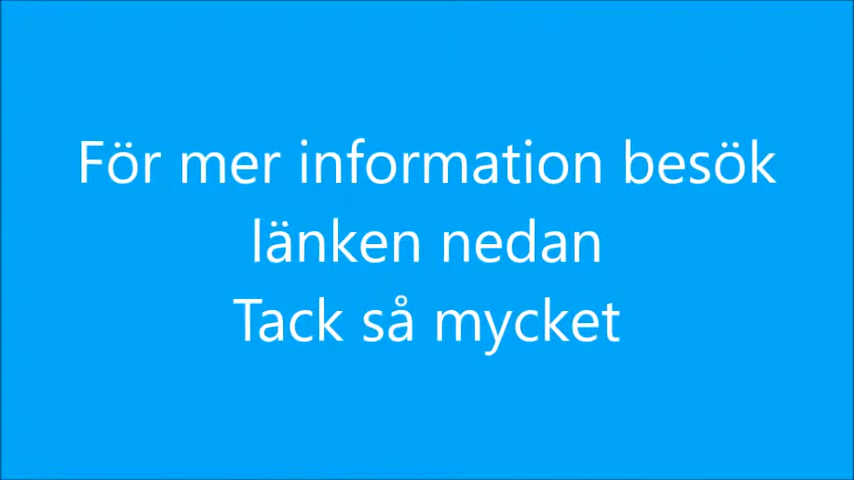 För mer information besök
länken nedan
Tack så mycket